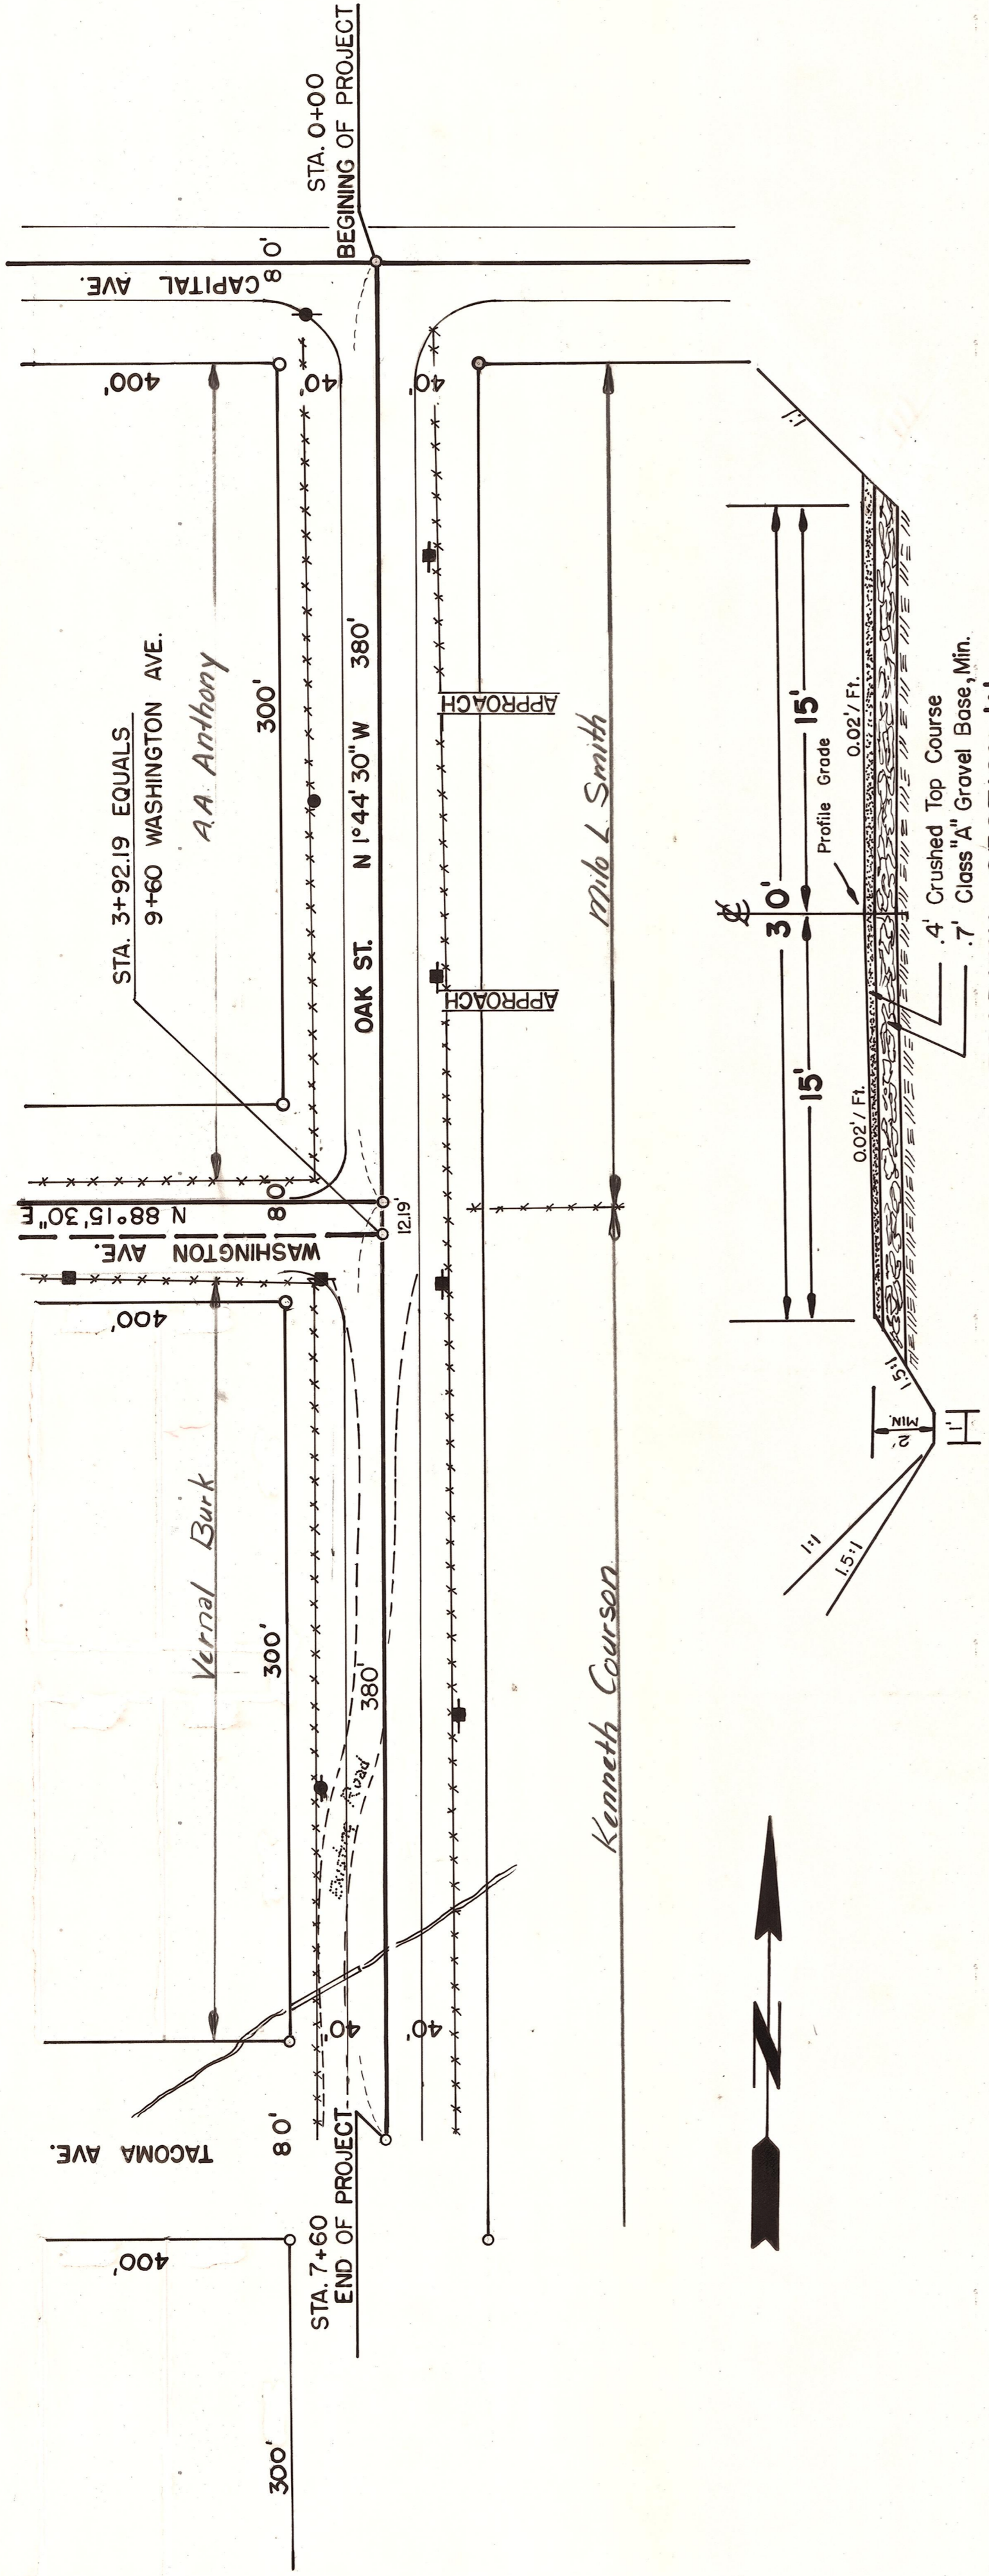 STA. 0+00
BEGINING OF PROJECT
CAPITAL AVE.
80'
400'
40'
40'
A.A. Anthony
300'
STA. 3+92.19 EQUALS
9+60 WASHINGTON AVE.
OAK ST. N 1°44'30" W 380'
APPROACH
APPROACH
Milo L Smith
N 88°15'30" E
80'
WASHINGTON AVE.
12.19'
400'
Vernal Burk
300'
380'
Existing Road
Kenneth Courson
40'
40'
TACOMA AVE.
80'
STA. 7+60
END OF PROJECT
400'
300'
N
1:1
30'
15'
15'
Profile Grade
0.02'/Ft.
0.02'/Ft.
.4' Crushed Top Course
.7' Class "A" Gravel Base, Min.
1.5:1
2'
MIN.
1'
1:1
1.5:1